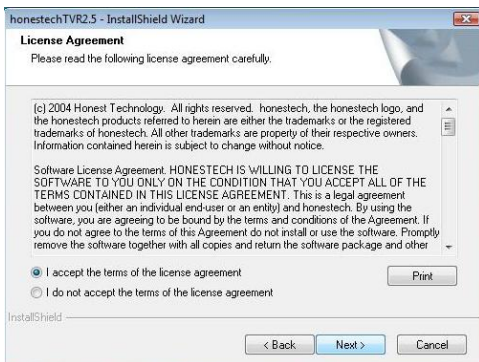 honestechTVR2.5 - InstallShield Wizard
License Agreement
Please read the following license agreement carefully.
(c) 2004 Honest Technology. All rights reserved. honestech, the honestech logo, and
the honestech products referred to herein are either the trademarks or the registered
trademarks of honestech. All other trademarks are property of their respective owners.
Information contained herein is subject to change without notice.
Software License Agreement. HONESTECH IS WILLING TO LICENSE THE
SOFTWARE TO YOU ONLY ON THE CONDITION THAT YOU ACCEPT ALL OF THE
TERMS CONTAINED IN THIS LICENSE AGREEMENT. This is a legal agreement
between you (either an individual end-user or an entity) and honestech. By using the
software, you are agreeing to be bound by the terms and conditions of the Agreement. If
you do not agree to the terms of this Agreement do not install or use the software. Promptly
remove the software together with all copies and return the software package and other
I accept the terms of the license agreement
Print
I do not accept the terms of the license agreement
InstallShield
< Back
Next >
Cancel